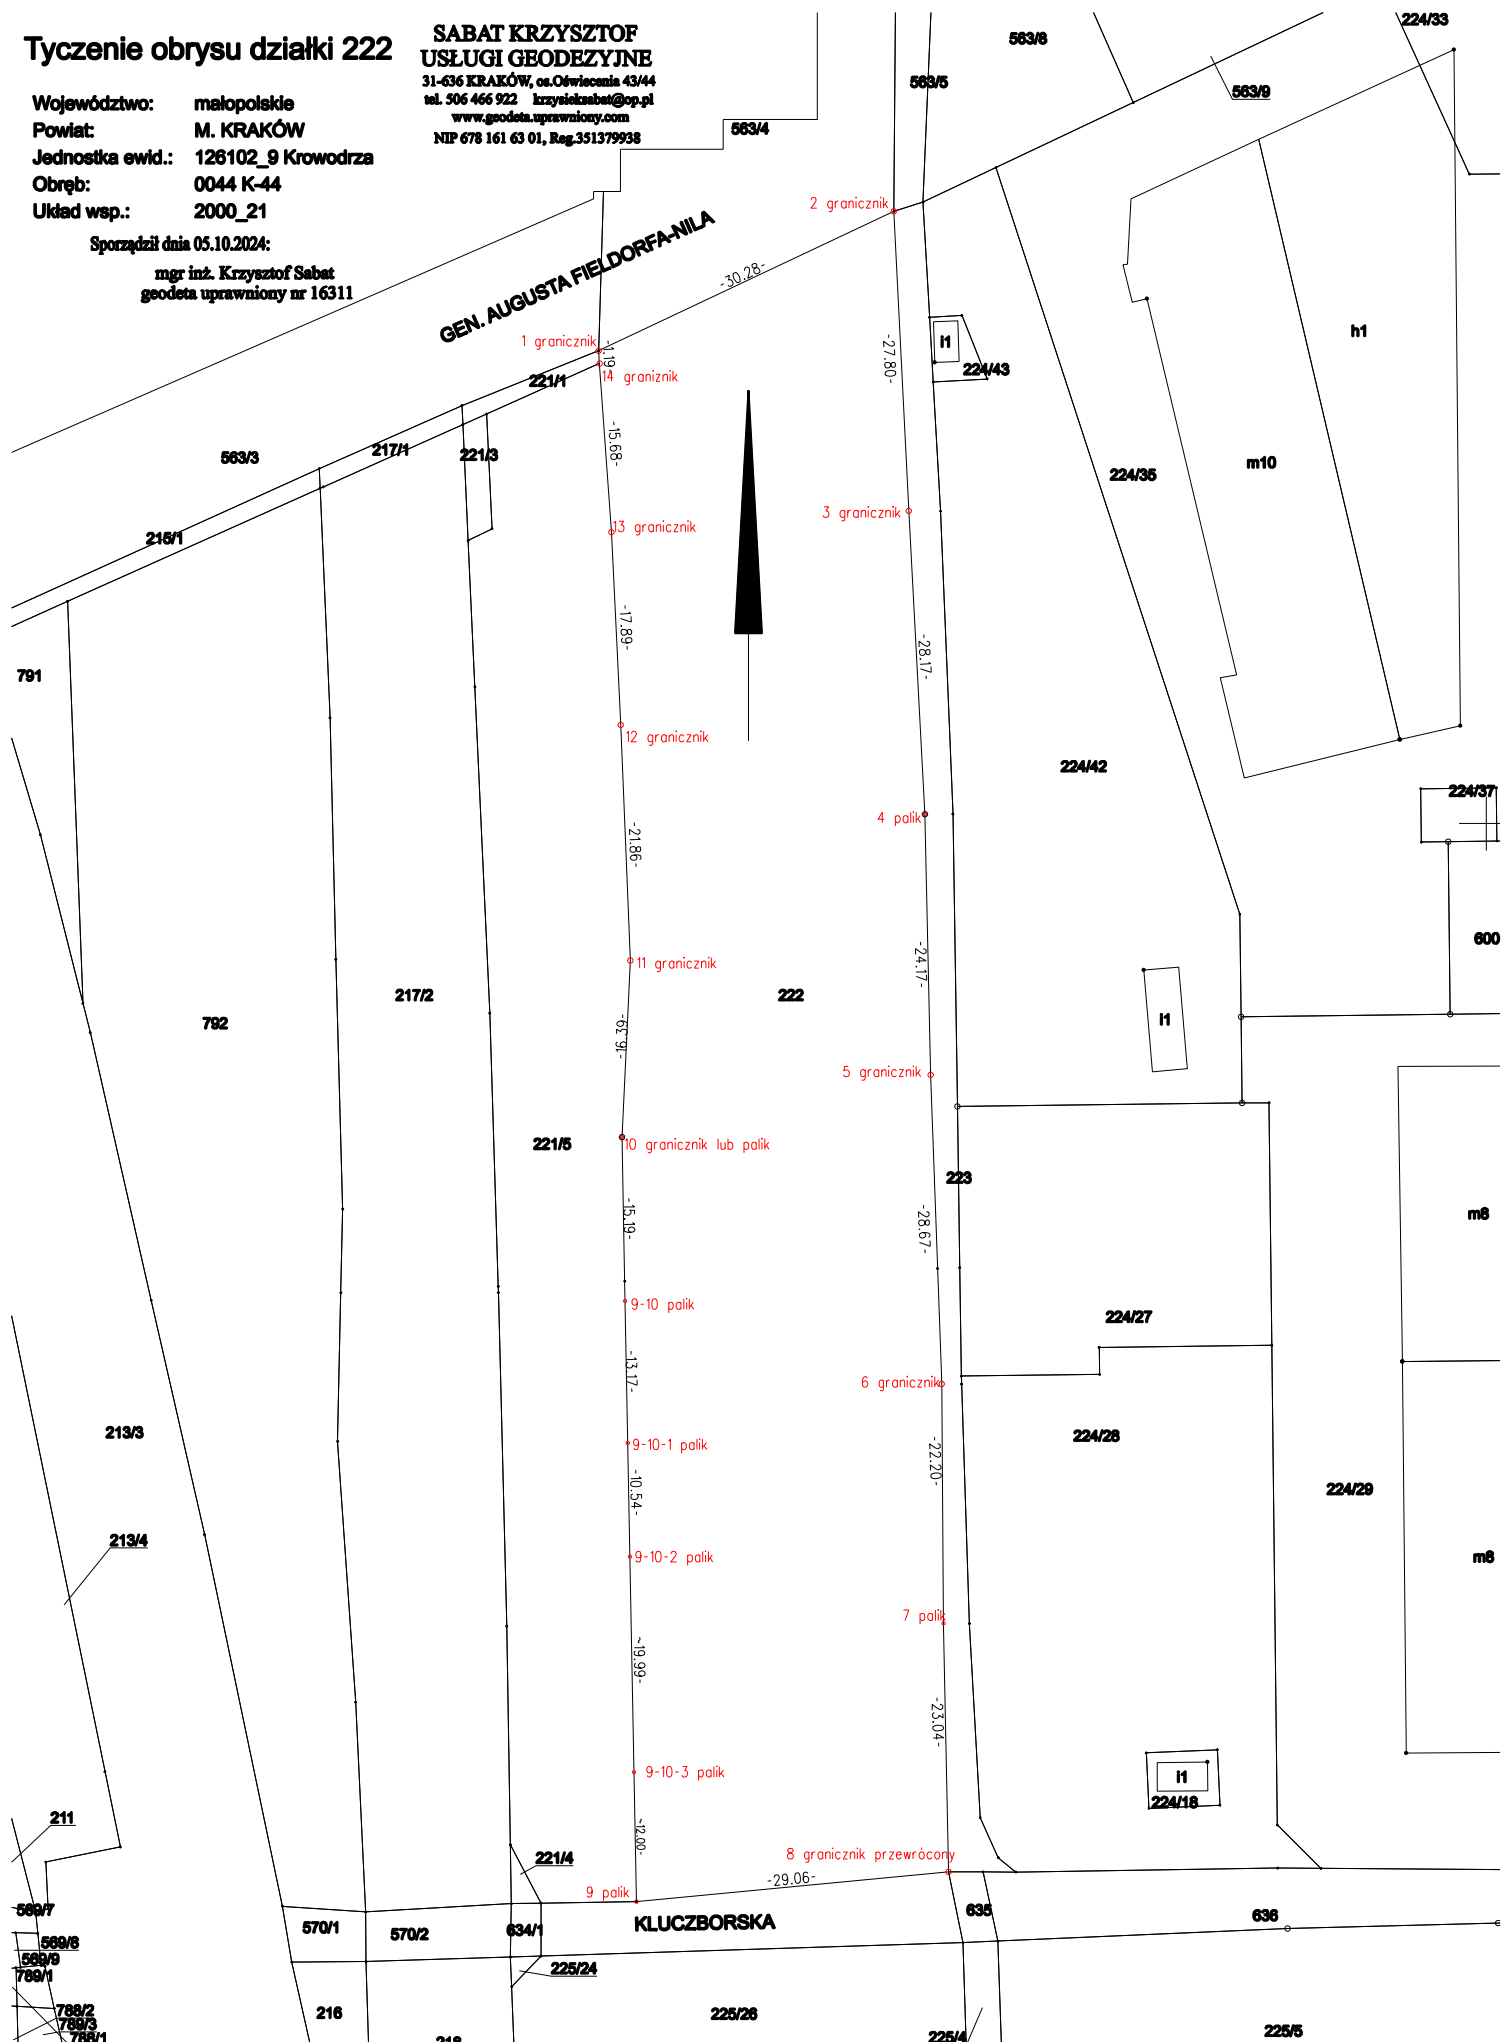 Tyczenie obrysu działki 222
Województwo: małopolskie
Powiat: M. KRAKÓW
Jednostka ewid.: 126102_9 Krowodrza
Obręb: 0044 K-44
Układ wsp.: 2000_21
Sporządził dnia 05.10.2024:
mgr inż. Krzysztof Sabat
geodeta uprawniony nr 16311
SABAT KRZYSZTOF
USŁUGI GEODEZYJNE
31-636 KRAKÓW, os.Oświecenia 43/44
tel. 506 466 922 krzysieksabat@op.pl
www.geodeta.uprawniony.com
NIP 678 161 63 01, Reg.351379938
224/33
563/8
563/5
563/9
563/4
2 granicznik
GEN. AUGUSTA FIELDORFA-NILA
-30.28-
1 granicznik
-1.19-
14 graniznik
-27.80-
i1
224/43
h1
221/1
563/3
217/1
221/3
-15.68-
m10
224/35
3 granicznik
13 granicznik
215/1
-17.89-
-28.17-
791
12 granicznik
224/42
224/37
4 palik
-21.86-
-24.17-
600
11 granicznik
222
217/2
792
-16.39-
i1
5 granicznik
10 granicznik lub palik
221/5
223
-15.19-
-28.67-
m8
9-10 palik
224/27
-13.17-
6 granicznik
213/3
9-10-1 palik
-22.20-
224/28
-10.54-
224/29
213/4
9-10-2 palik
m8
7 palik
~19.99-
-23.04-
9-10-3 palik
i1
224/18
211
~12.00-
8 granicznik przewrócony
221/4
-29.06-
9 palik
569/7
570/1
570/2
634/1
KLUCZBORSKA
635
636
569/8
569/9
789/1
225/24
788/2
789/3
788/1
216
218
225/26
225/4
225/5